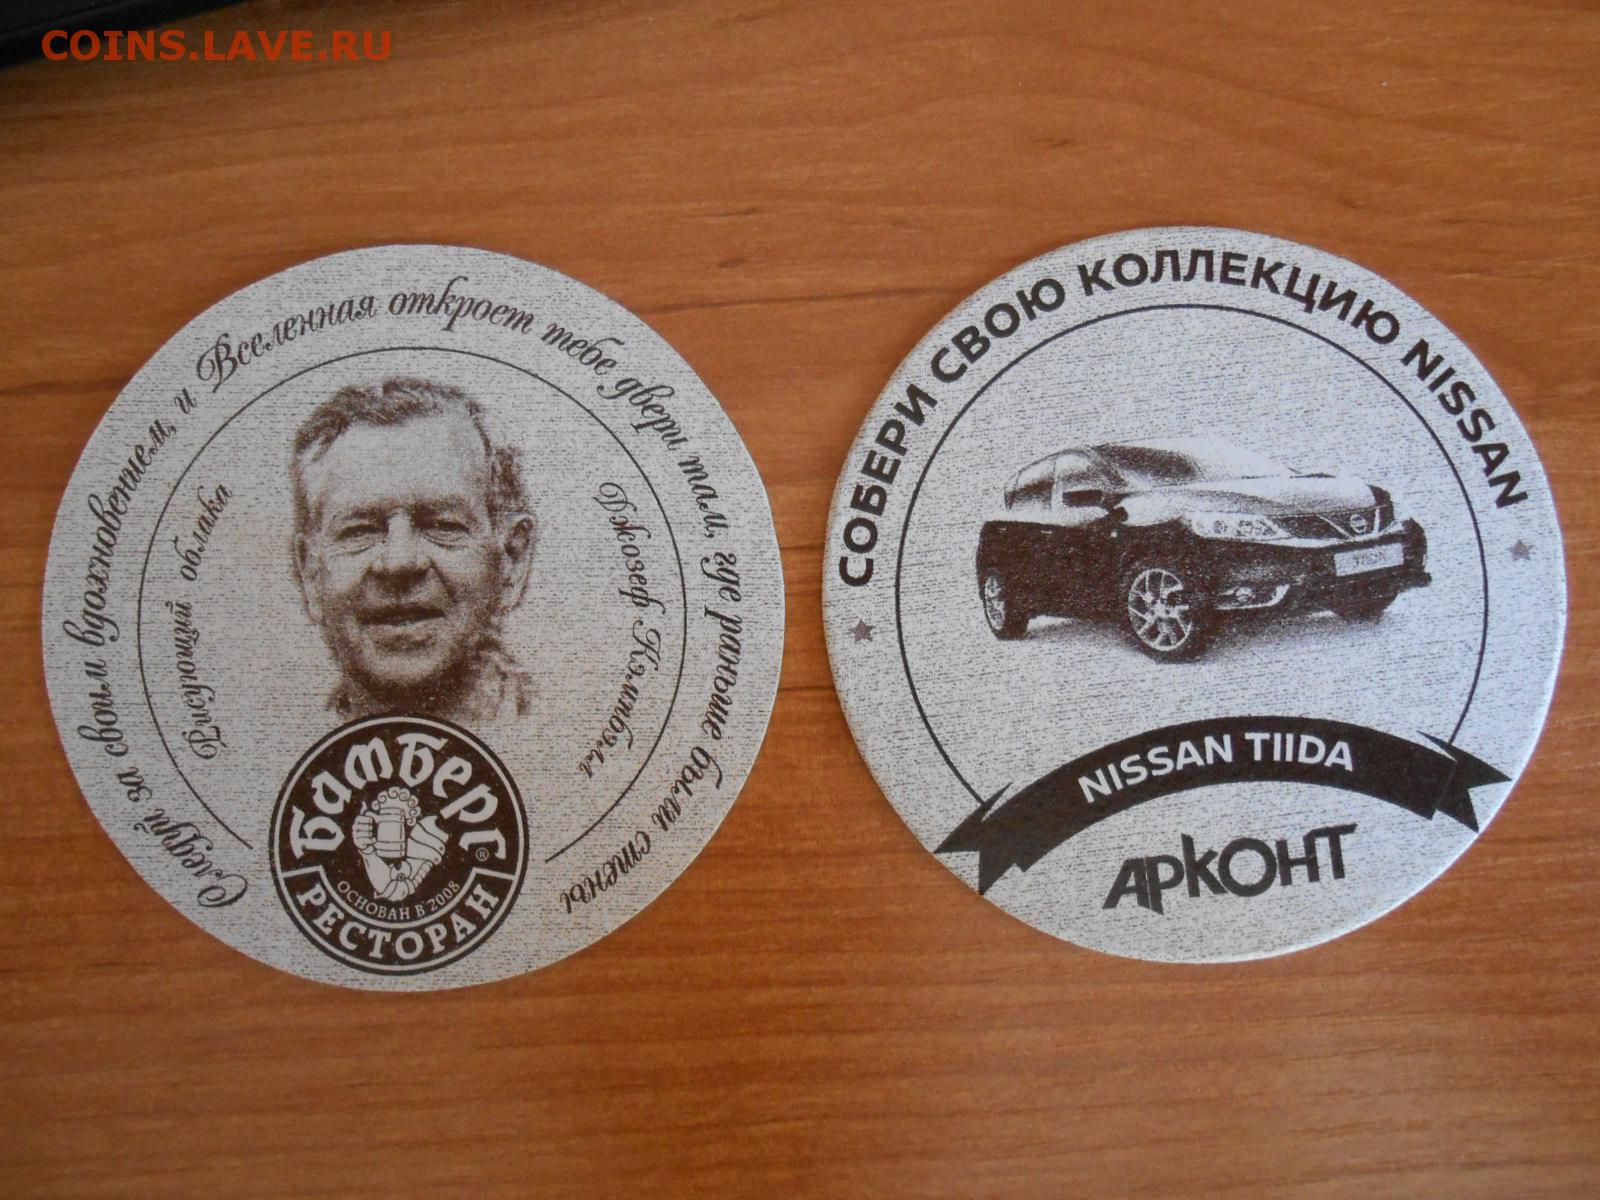 COINS.LAVE.RU
Следуй за своим вдохновением, и Вселенная откроет тебе двери там, где раньше были стены
Рисующий облака
Джозеф Кэмпбэлл
Бамберг®
ОСНОВАН В 2008
РЕСТОРАН
СОБЕРИ СВОЮ КОЛЛЕКЦИЮ NISSAN
NISSAN TIIDA
АРКОНТ